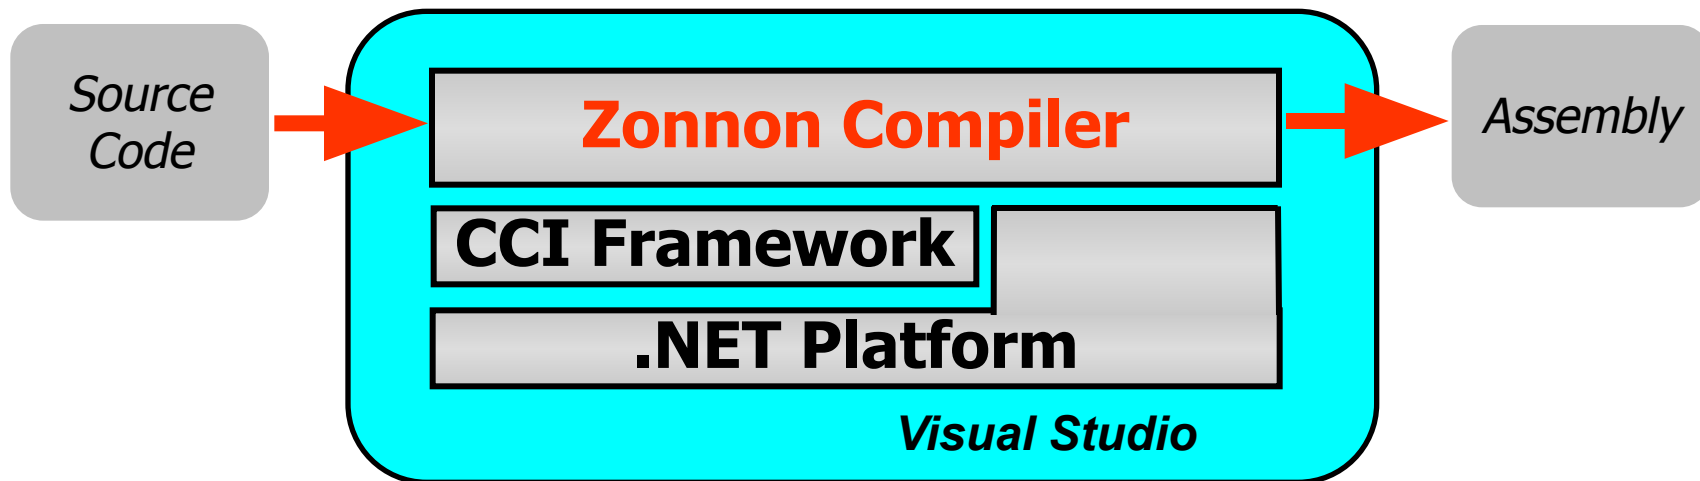 Source
Code
Zonnon Compiler
Assembly
CCI Framework
.NET Platform
Visual Studio